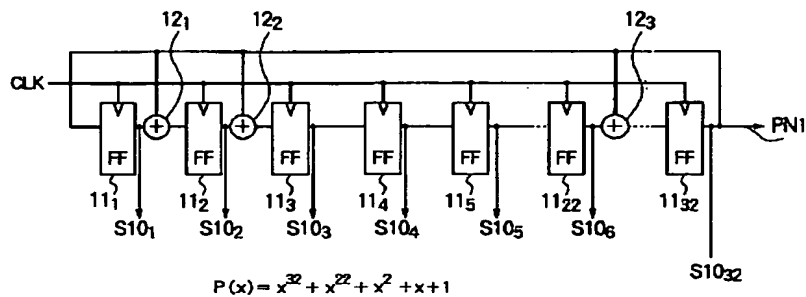 12₁ 12₂ 12₃
CLK
PN1
FF FF FF FF FF FF FF
11₁ 11₂ 11₃ 11₄ 11₅ 11₂₂ 11₃₂
S10₁ S10₂ S10₃ S10₄ S10₅ S10₆
S10₃₂
P(x) = x³² + x²² + x² + x + 1